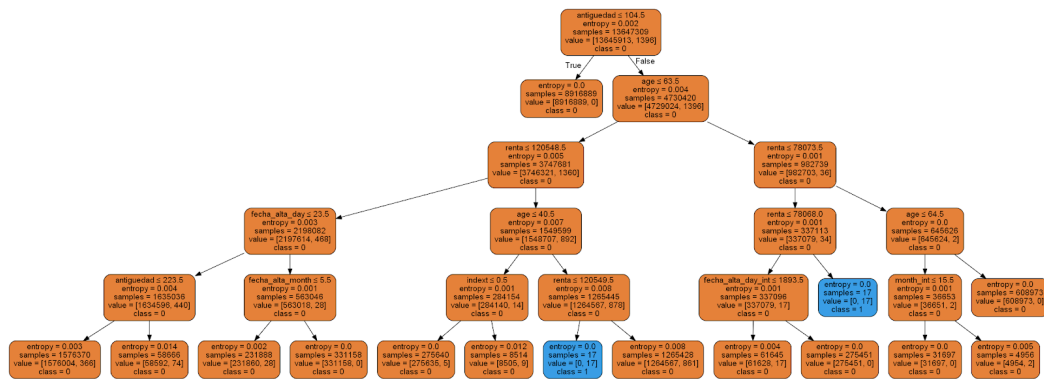 antiguedad ≤ 104.5
entropy = 0.002
samples = 13647309
value = [13645913, 1396]
class = 0
True
False
entropy = 0.0
samples = 8916889
value = [8916889, 0]
class = 0
age ≤ 63.5
entropy = 0.004
samples = 4730420
value = [4729024, 1396]
class = 0
renta ≤ 120548.5
entropy = 0.005
samples = 3747681
value = [3746321, 1360]
class = 0
renta ≤ 78073.5
entropy = 0.001
samples = 982739
value = [982703, 36]
class = 0
fecha_alta_day ≤ 23.5
entropy = 0.003
samples = 2198082
value = [2197614, 468]
class = 0
age ≤ 40.5
entropy = 0.007
samples = 1549599
value = [1548707, 892]
class = 0
renta ≤ 78068.0
entropy = 0.001
samples = 337113
value = [337079, 34]
class = 0
age ≤ 64.5
entropy = 0.0
samples = 645626
value = [645624, 2]
class = 0
antiguedad ≤ 223.5
entropy = 0.004
samples = 1635036
value = [1634596, 440]
class = 0
fecha_alta_month ≤ 5.5
entropy = 0.001
samples = 563046
value = [563018, 28]
class = 0
indext ≤ 0.5
entropy = 0.001
samples = 284154
value = [284140, 14]
class = 0
renta ≤ 120549.5
entropy = 0.008
samples = 1265445
value = [1264567, 878]
class = 0
fecha_alta_day_int ≤ 1893.5
entropy = 0.001
samples = 337096
value = [337079, 17]
class = 0
entropy = 0.0
samples = 17
value = [0, 17]
class = 1
month_int ≤ 15.5
entropy = 0.001
samples = 36653
value = [36651, 2]
class = 0
entropy = 0.0
samples = 608973
value = [608973, 0]
class = 0
entropy = 0.003
samples = 1576370
value = [1576004, 366]
class = 0
entropy = 0.014
samples = 58666
value = [58592, 74]
class = 0
entropy = 0.002
samples = 231888
value = [231860, 28]
class = 0
entropy = 0.0
samples = 331158
value = [331158, 0]
class = 0
entropy = 0.0
samples = 275640
value = [275635, 5]
class = 0
entropy = 0.012
samples = 8514
value = [8505, 9]
class = 0
entropy = 0.0
samples = 17
value = [0, 17]
class = 1
entropy = 0.008
samples = 1265428
value = [1264567, 861]
class = 0
entropy = 0.004
samples = 61645
value = [61628, 17]
class = 0
entropy = 0.0
samples = 275451
value = [275451, 0]
class = 0
entropy = 0.0
samples = 31697
value = [31697, 0]
class = 0
entropy = 0.005
samples = 4956
value = [4954, 2]
class = 0